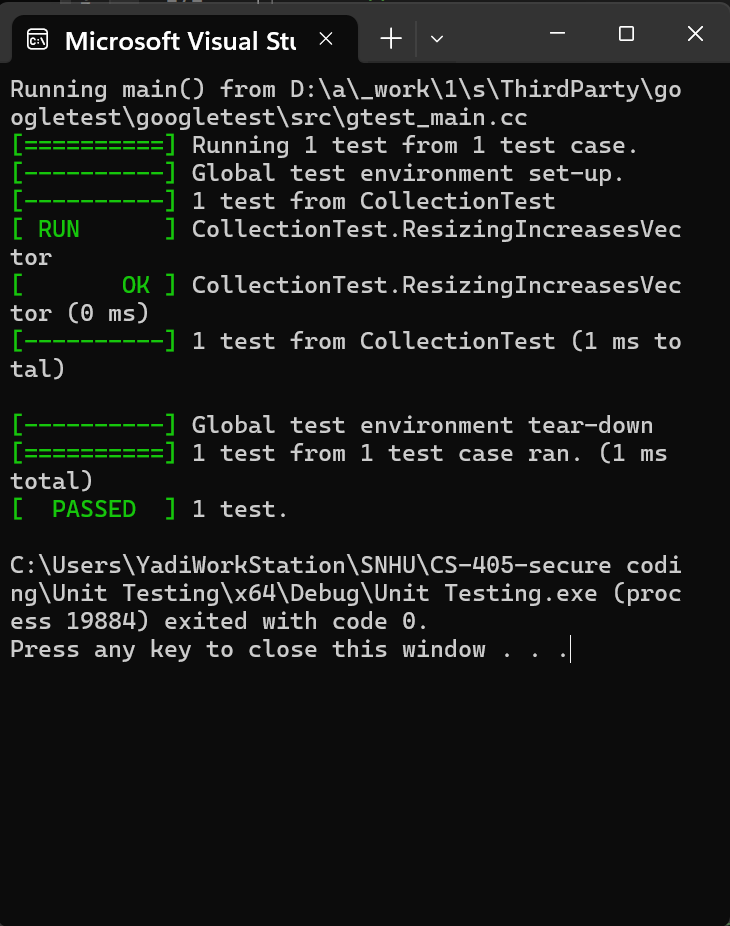 Microsoft Visual Stu
Running main() from D:\a\_work\1\s\ThirdParty\go
ogletest\googletest\src\gtest_main.cc
[==========] Running 1 test from 1 test case.
[----------] Global test environment set-up.
[----------] 1 test from CollectionTest
[ RUN      ] CollectionTest.ResizingIncreasesVec
tor
[       OK ] CollectionTest.ResizingIncreasesVec
tor (0 ms)
[----------] 1 test from CollectionTest (1 ms to
tal)

[----------] Global test environment tear-down
[==========] 1 test from 1 test case ran. (1 ms
total)
[  PASSED  ] 1 test.

C:\Users\YadiWorkStation\SNHU\CS-405-secure codi
ng\Unit Testing\x64\Debug\Unit Testing.exe (proc
ess 19884) exited with code 0.
Press any key to close this window . . .